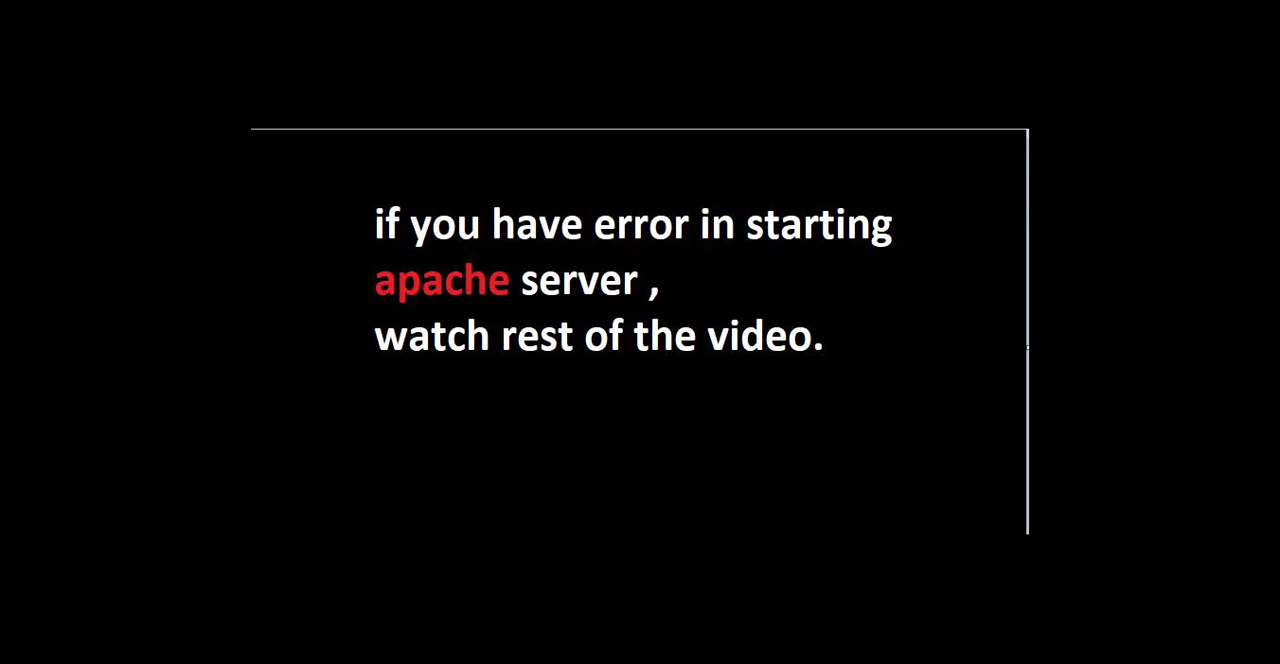 if you have error in starting
apache server ,
watch rest of the video.